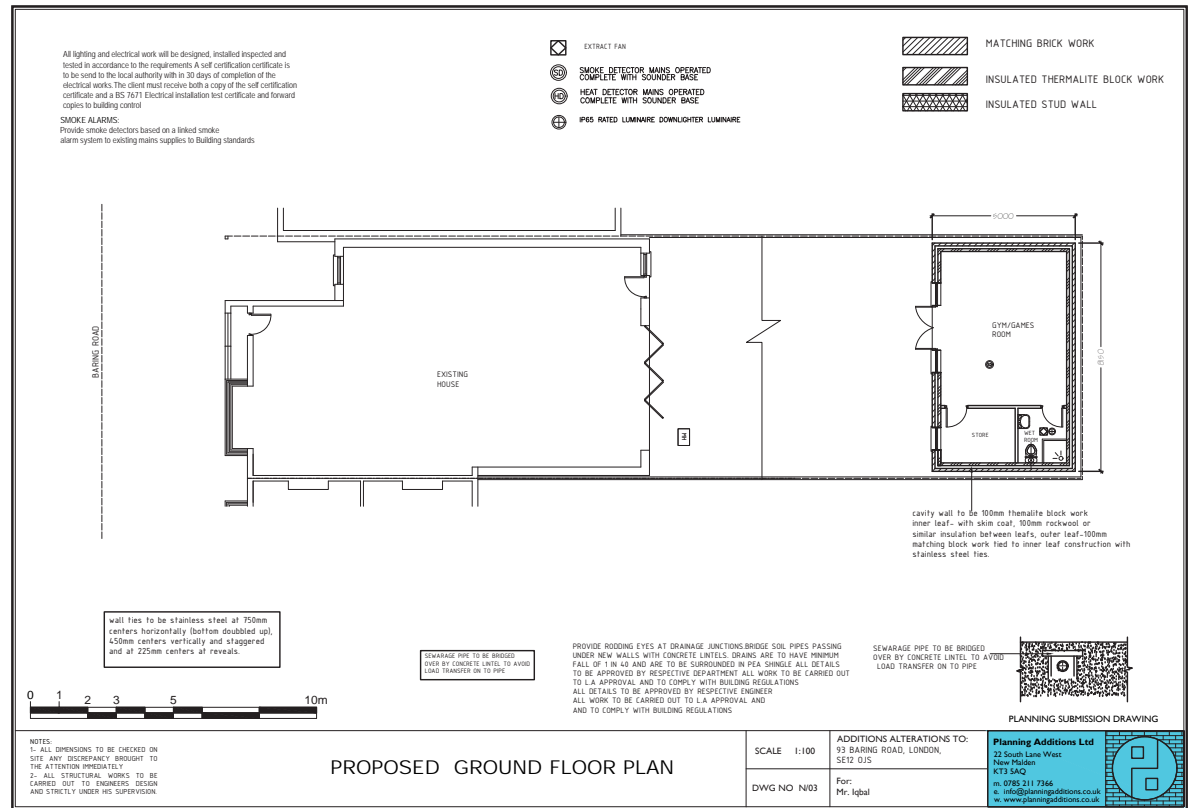 All lighting and electrical work will be designed, installed inspected and
tested in accordance to the requirements A self certification certificate is
to be send to the local authority with in 30 days of completion of the
electrical works.The client must receive both a copy of the self certification
certificate and a BS 7671 Electrical installation test certificate and forward
copies to building control
SMOKE ALARMS:
Provide smoke detectors based on a linked smoke
alarm system to existing mains supplies to Building standards
EXTRACT FAN
SD
SMOKE DETECTOR MAINS OPERATED
COMPLETE WITH SOUNDER BASE
HD
HEAT DETECTOR MAINS OPERATED
COMPLETE WITH SOUNDER BASE
IP65 RATED LUMINAIRE DOWNLIGHTER LUMINAIRE
MATCHING BRICK WORK
INSULATED THERMALITE BLOCK WORK
INSULATED STUD WALL
BARING ROAD
EXISTING
HOUSE
MH
GYM/GAMES
ROOM
STORE
WET
ROOM
cavity wall to be 100mm themalite block work
inner leaf- with skim coat, 100mm rockwool or
similar insulation between leafs, outer leaf-100mm
matching block work tied to inner leaf construction with
stainless steel ties.
wall ties to be stainless steel at 750mm
centers horizontally (bottom doubbled up),
450mm centers vertically and staggered
and at 225mm centers at reveals.
SEWARAGE PIPE TO BE BRIDGED
OVER BY CONCRETE LINTEL TO AVOID
LOAD TRANSFER ON TO PIPE
PROVIDE RODDING EYES AT DRAINAGE JUNCTIONS.BRIDGE SOIL PIPES PASSING
UNDER NEW WALLS WITH CONCRETE LINTELS. DRAINS ARE TO HAVE MINIMUM
FALL OF 1 IN 40 AND ARE TO BE SURROUNDED IN PEA SHINGLE ALL DETAILS
TO BE APPROVED BY RESPECTIVE DEPARTMENT ALL WORK TO BE CARRIED OUT
TO L.A APPROVAL AND TO COMPLY WITH BUILDING REGULATIONS
ALL DETAILS TO BE APPROVED BY RESPECTIVE ENGINEER
ALL WORK TO BE CARRIED OUT TO L.A APPROVAL AND
AND TO COMPLY WITH BUILDING REGULATIONS
SEWARAGE PIPE TO BE BRIDGED
OVER BY CONCRETE LINTEL TO AVOID
LOAD TRANSFER ON TO PIPE
PLANNING SUBMISSION DRAWING
0 1 2 3 5 10m
NOTES:
1- ALL DIMENSIONS TO BE CHECKED ON
SITE ANY DISCREPANCY BROUGHT TO
THE ATTENTION IMMEDIATELY
2- ALL STRUCTURAL WORKS TO BE
CARRIED OUT TO ENGINEERS DESIGN
AND STRICTLY UNDER HIS SUPERVISION.
PROPOSED GROUND FLOOR PLAN
SCALE 1:100
DWG NO N/03
ADDITIONS ALTERATIONS TO:
93 BARING ROAD, LONDON,
SE12 OJS
For:
Mr. Iqbal
Planning Additions Ltd
22 South Lane West
New Malden
KT3 5AQ
m. 0785 211 7366
e. info@planningadditions.co.uk
w. www.planningadditions.co.uk